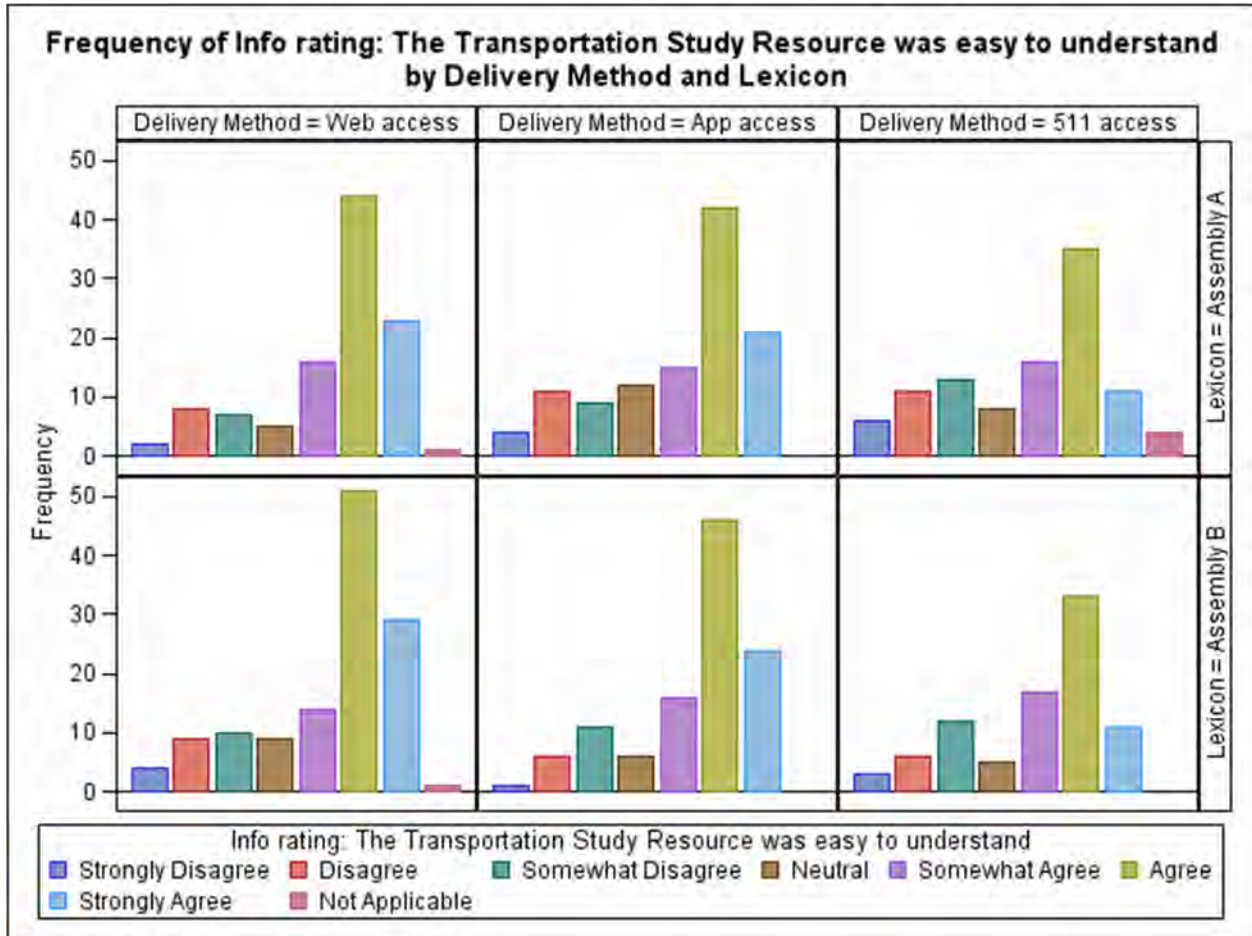 Frequency of Info rating: The Transportation Study Resource was easy to understand
by Delivery Method and Lexicon
Delivery Method = Web access
Delivery Method = App access
Delivery Method = 511 access
50
40
30
20
10
0
Lexicon = Assembly A
Frequency
50
40
30
20
10
0
Lexicon = Assembly B
Info rating: The Transportation Study Resource was easy to understand
Strongly Disagree
Disagree
Somewhat Disagree
Neutral
Somewhat Agree
Agree
Strongly Agree
Not Applicable